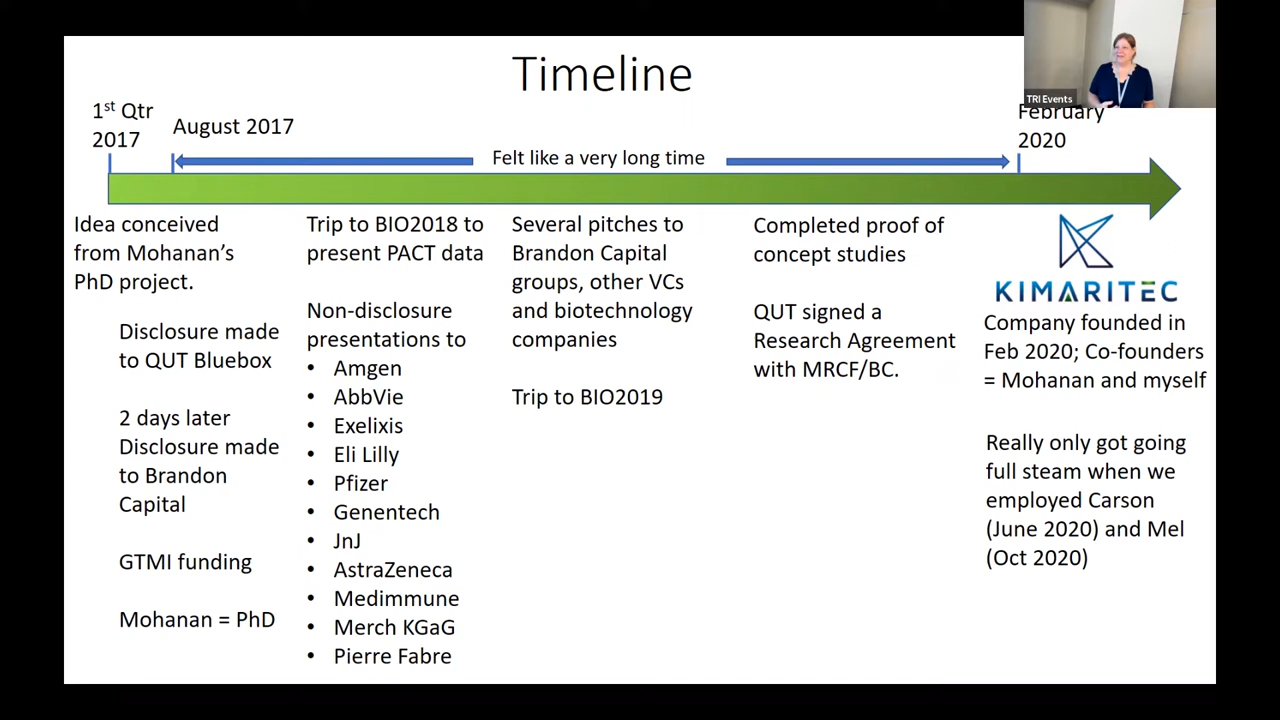 Timeline
TRI Events
1st Qtr
2017
August 2017
Felt like a very long time
February
2020
Idea conceived
from Mohanan's
PhD project.
Disclosure made
to QUT Bluebox
2 days later
Disclosure made
to Brandon
Capital
GTMI funding
Mohanan = PhD
Trip to BIO2018 to
present PACT data
Non-disclosure
presentations to
• Amgen
• AbbVie
• Exelixis
• Eli Lilly
• Pfizer
• Genentech
• JnJ
• AstraZeneca
• Medimmune
• Merch KGaG
• Pierre Fabre
Several pitches to
Brandon Capital
groups, other VCs
and biotechnology
companies
Trip to BIO2019
Completed proof of
concept studies
QUT signed a
Research Agreement
with MRCF/BC.
KIMARITEC
Company founded in
Feb 2020; Co-founders
= Mohanan and myself
Really only got going
full steam when we
employed Carson
(June 2020) and Mel
(Oct 2020)